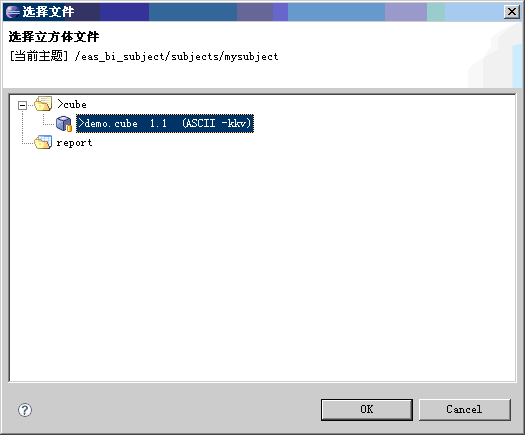 选择文件
选择立方体文件
[当前主题] /eas_bi_subject/subjects/mysubject
>cube
>demo.cube 1.1 (ASCII -kkv)
report
OK Cancel